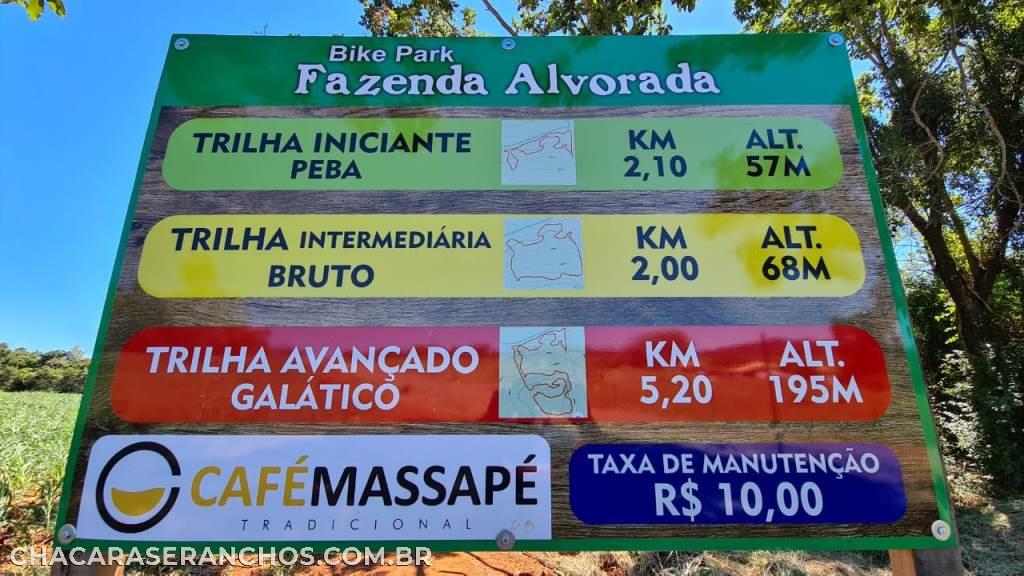 Bike Park
Fazenda Alvorada
TRILHA INICIANTE
PEBA
KM
2,10
ALT.
57M
TRILHA INTERMEDIÁRIA
BRUTO
KM
2,00
ALT.
68M
TRILHA AVANÇADO
GALÁTICO
KM
5,20
ALT.
195M
CAFÉMASSAPÉ
TRADICIONAL
TAXA DE MANUTENÇÃO
R$ 10,00
CHACARASERANCHOS.COM.BR